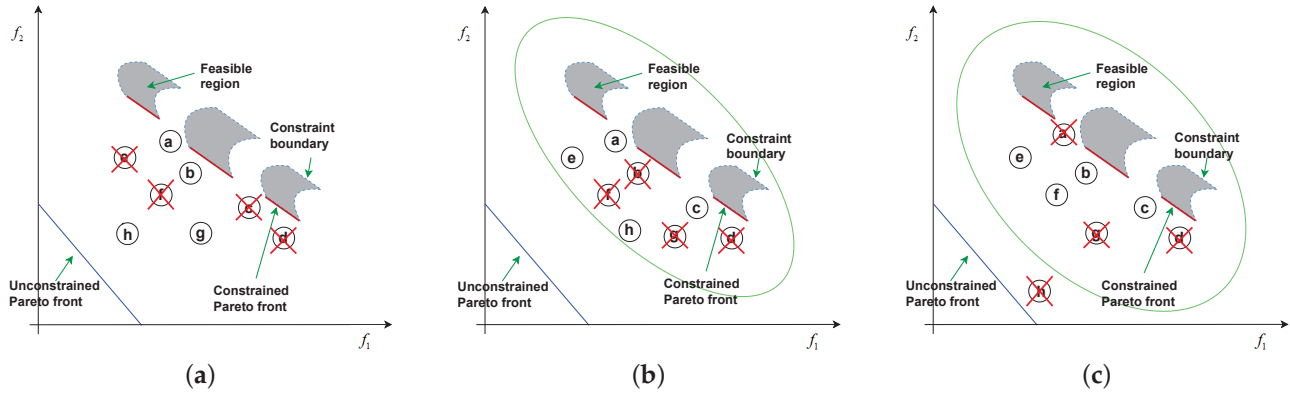 f2
Feasible
region
Constraint
boundary
a
e
b
f
c
h
g
d
Unconstrained
Pareto front
Constrained
Pareto front
f1
(a)
f2
Feasible
region
Constraint
boundary
a
e
b
f
c
h
g
d
Unconstrained
Pareto front
Constrained
Pareto front
f1
(b)
f2
Feasible
region
Constraint
boundary
a
e
b
f
c
g
d
Unconstrained
Pareto front
Constrained
Pareto front
h
f1
(c)